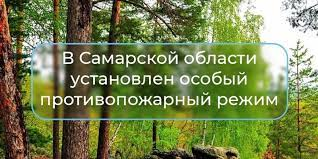 В Самарской области
установлен особый
противопожарный режим